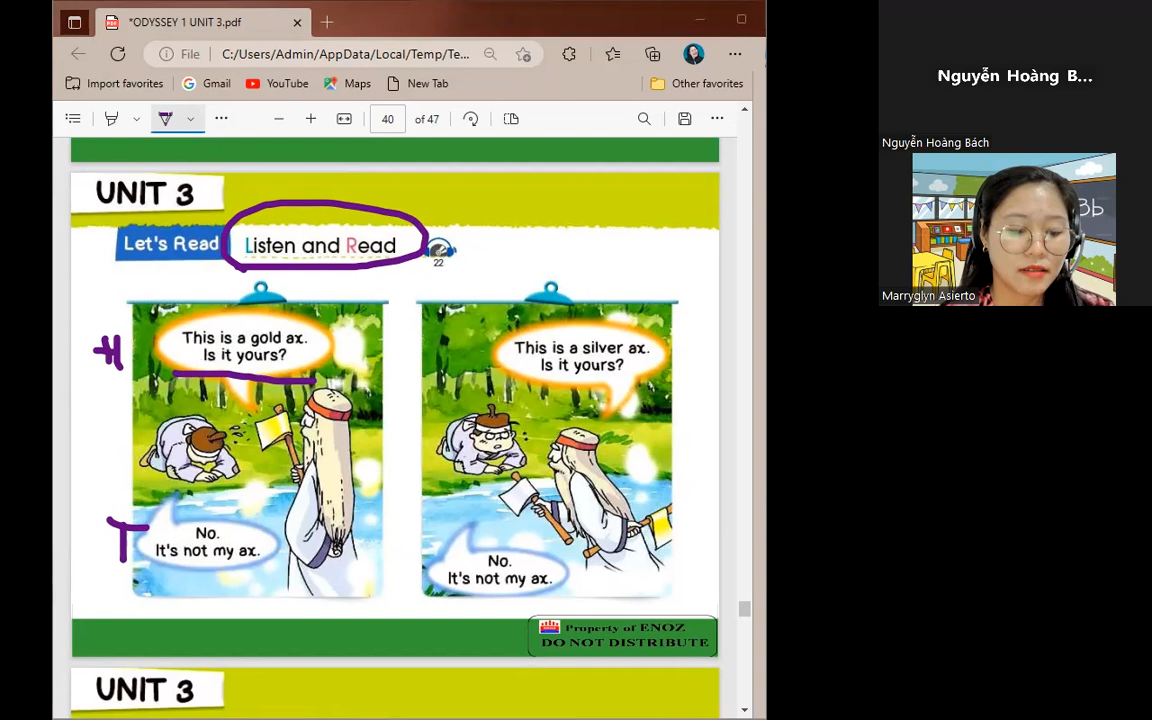 *ODYSSEY 1 UNIT 3.pdf
File
C:/Users/Admin/AppData/Local/Temp/Te...
Import favorites
Gmail
YouTube
Maps
New Tab
Other favorites
40 of 47
UNIT 3
Let's Read
Listen and Read
22
This is a gold ax.
Is it yours?
No.
It's not my ax.
This is a silver ax.
Is it yours?
No.
It's not my ax.
H
T
Property of ENOZ
DO NOT DISTRIBUTE
UNIT 3
Nguyễn Hoàng B...
Nguyễn Hoàng Bách
3b
Marryglyn Asierto